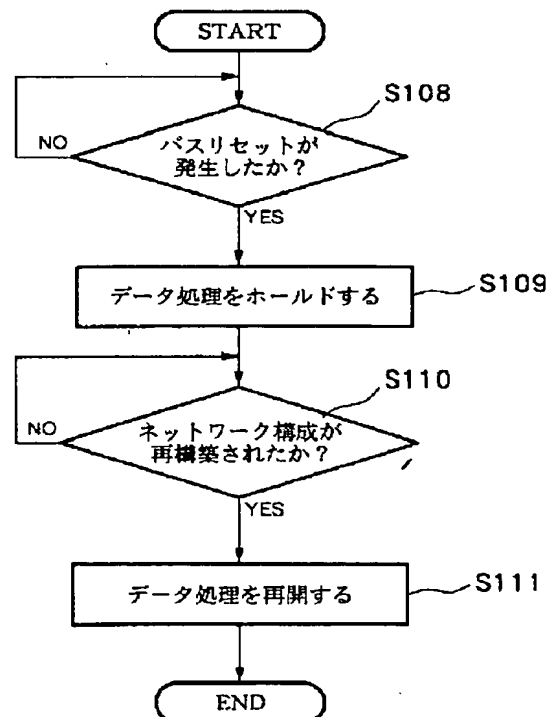 START
S108
バスリセットが
発生したか？
NO
YES
データ処理をホールドする
S109
S110
ネットワーク構成が
再構築されたか？
NO
YES
データ処理を再開する
S111
END